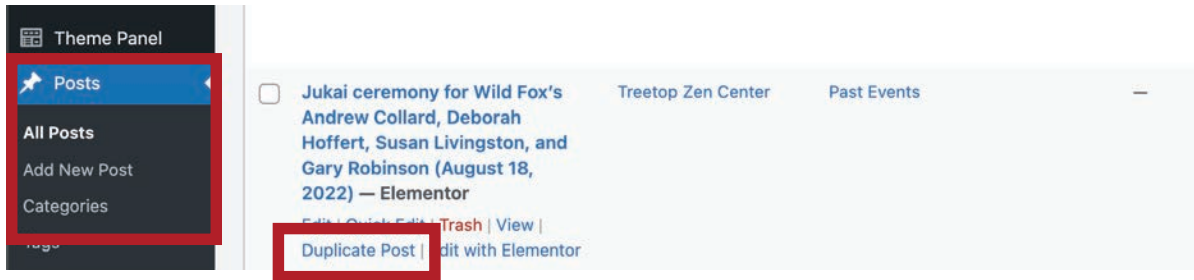 Theme Panel
Posts
All Posts
Add New Post
Categories
Tags
Jukai ceremony for Wild Fox’s
Andrew Collard, Deborah
Hoffert, Susan Livingston, and
Gary Robinson (August 18,
2022) — Elementor
Edit | Quick Edit | Trash | View |
Duplicate Post | Edit with Elementor
Treetop Zen Center
Past Events
—